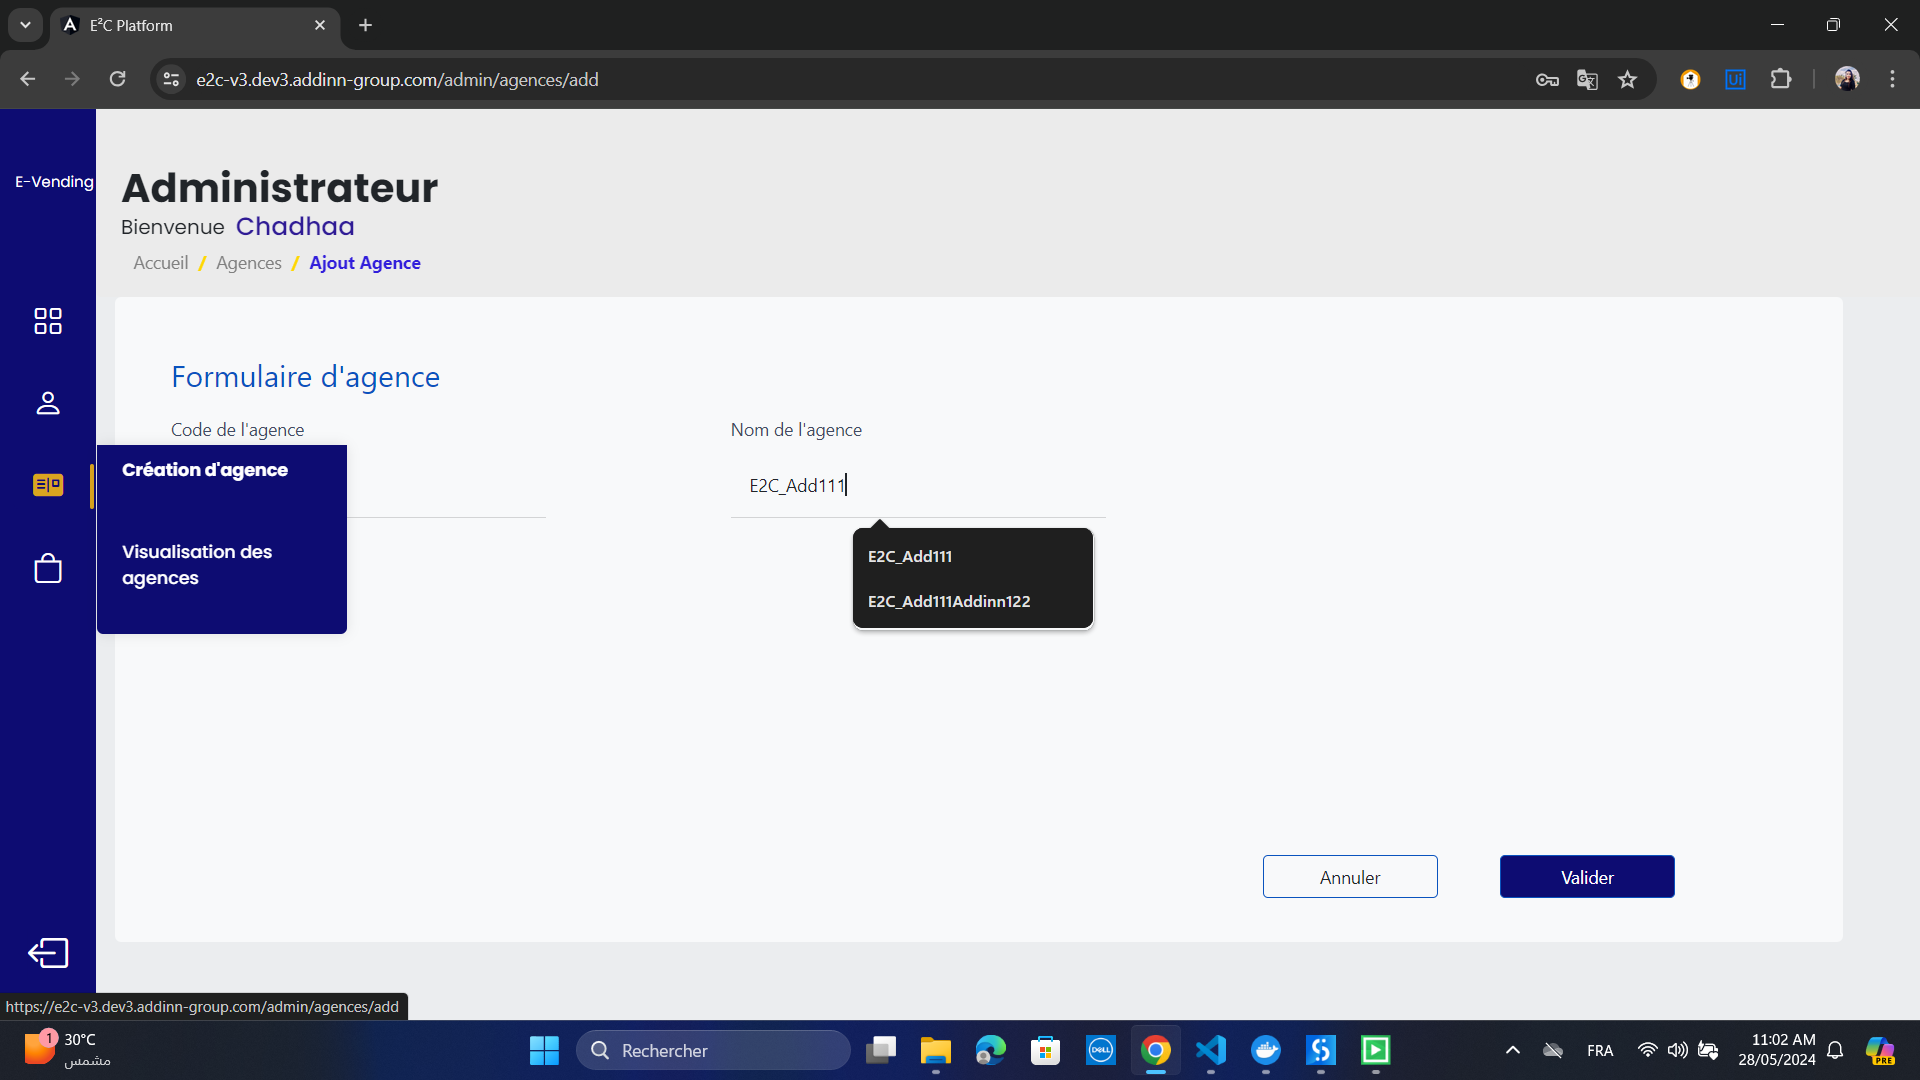 E²C Platform
e2c-v3.dev3.addinn-group.com/admin/agences/add
Ui
E-Vending
Administrateur
Bienvenue Chadhaa
Accueil / Agences / Ajout Agence
Formulaire d'agence
Code de l'agence
Nom de l'agence
Création d'agence
E2C_Add111
Visualisation des
agences
E2C_Add111
E2C_Add111Addinn122
Annuler
Valider
https://e2c-v3.dev3.addinn-group.com/admin/agences/add
1
30°C
مشمس
Rechercher
DELL
FRA
11:02 AM
28/05/2024
PRE